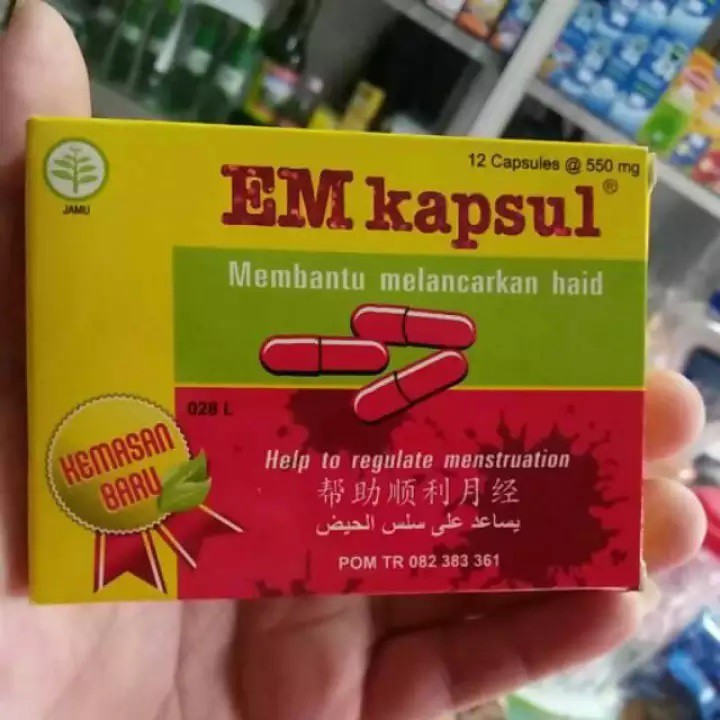 12 Capsules @ 550 mg
JAMU
EM kapsul®
Membantu melancarkan haid
028 L
KEMASAN
BARU
Help to regulate menstruation
帮助顺利月经
يساعد على سلس الحيض
POM TR 082 383 361